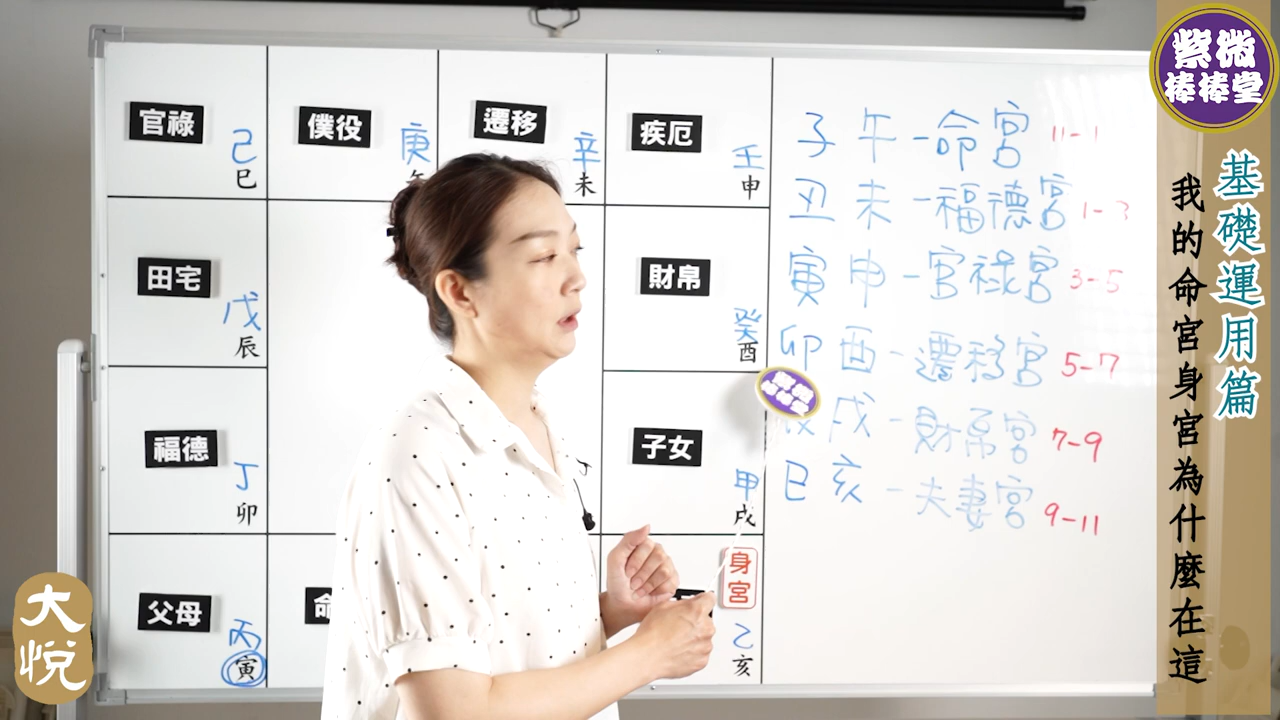 紫微
棒棒堂
基礎運用篇
我的命宮身宮為什麼在這
官祿
己
巳
僕役
庚
遷移
辛
未
疾厄
壬
申
田宅
戊
辰
財帛
癸
酉
福德
丁
卯
子女
甲
戌
父母
丙
寅
命
身宮
乙
亥
子 午 - 命宮 11-1
丑 未 - 福德宮 1-3
寅 申 - 官祿宮 3-5
卯 酉 - 遷移宮 5-7
戌 - 財帛宮 7-9
巳 亥 - 夫妻宮 9-11
大悅